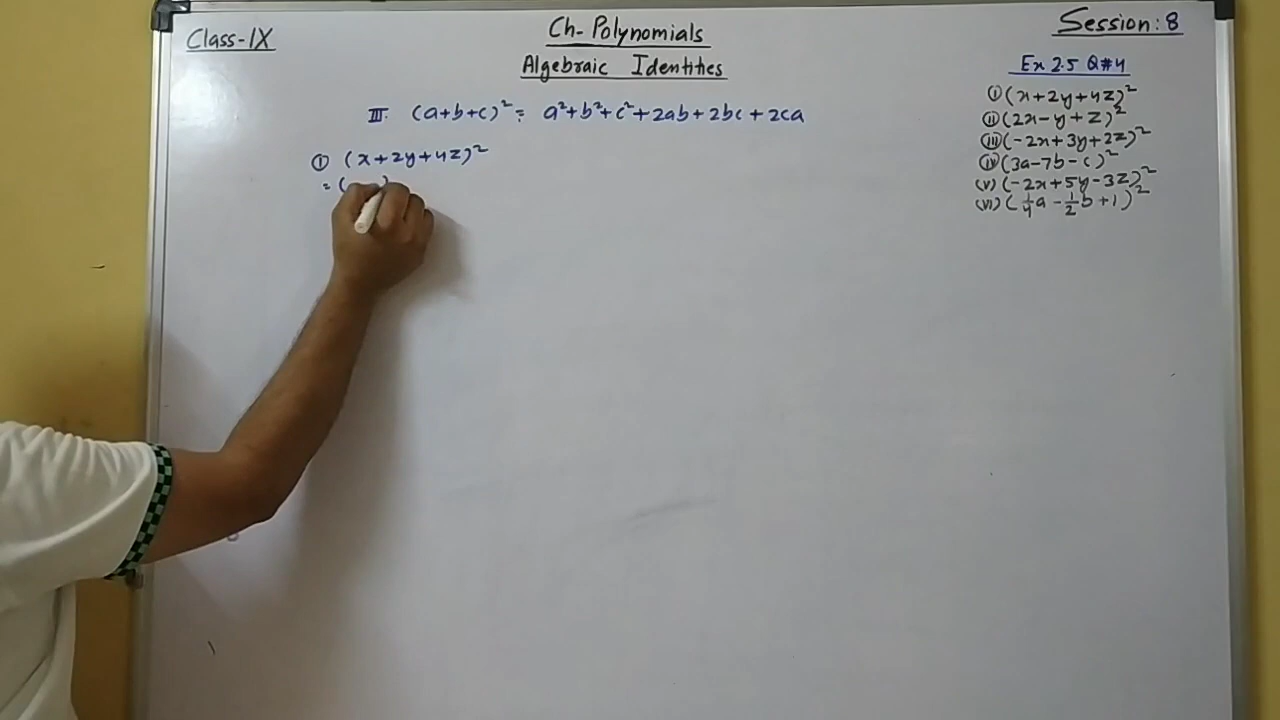 Class-IX
Ch- Polynomials
Session: 8
Algebraic Identities
III. (a+b+c)² = a²+b²+c²+2ab+2bc+2ca
① (x+2y+4z)²
= ( )
Ex 2.5 Q#4
① (x+2y+4z)²
ⅱ (2x-y+z)²
ⅲ (-2x+3y+2z)²
ⅳ (3a-7b-c)²
(v) (-2x+5y-3z)²
(vi) (1/4a - 1/2b + 1)²